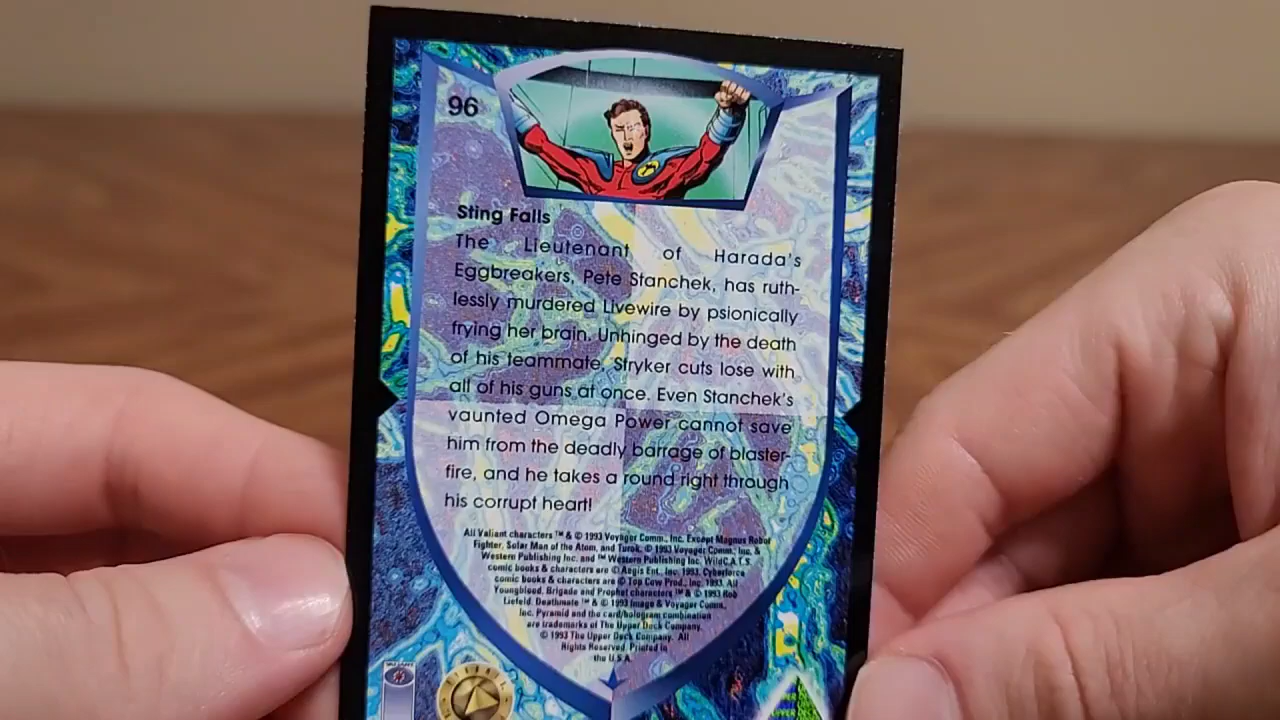 96
Sting Falls
The Lieutenant of Harada's
Eggbreakers, Pete Stanchek, has ruth-
lessly murdered Livewire by psionically
frying her brain. Unhinged by the death
of his teammate, Stryker cuts lose with
all of his guns at once. Even Stanchek's
vaunted Omega Power cannot save
him from the deadly barrage of blaster-
fire, and he takes a round right through
his corrupt heart!
All Valiant characters ™ & © 1993 Voyager Comm., Inc. Except Magnus Robot
Fighter, Solar Man of the Atom, and Turok, © 1993 Voyager Comm., Inc. &
Western Publishing Inc. and ™ Western Publishing Inc. WildC.A.T.S.
comic books & characters are © Aegis Ent., Inc. 1993. Cyberforce
comic books & characters are © Top Cow Prod., Inc. 1993. All
Youngblood, Brigade and Prophet characters ™ & © 1993 Rob
Liefeld. Deathmate ™ & © 1993 Image & Voyager Comm.,
Inc. Pyramid and the card/hologram combination
are trademarks of The Upper Deck Company.
© 1993 The Upper Deck Company. All
Rights Reserved. Printed in
the U.S.A.